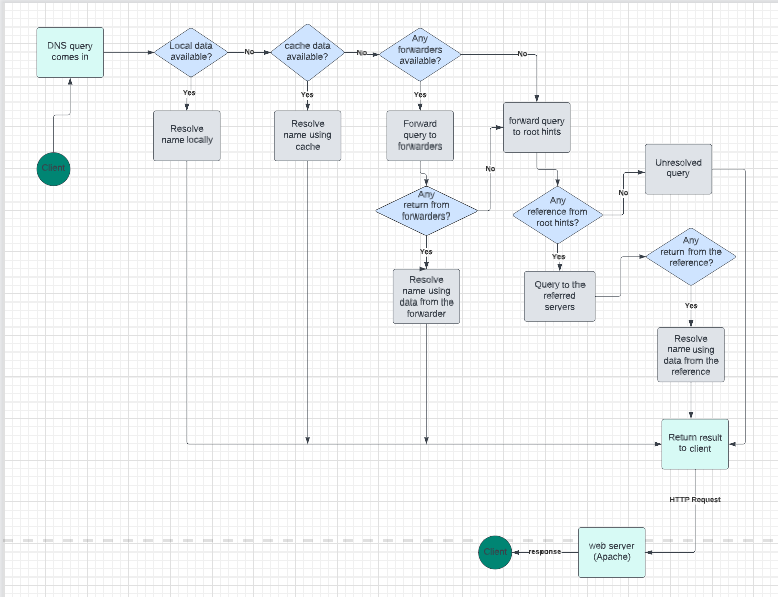 DNS query
comes in
Local data
available?
No
cache data
available?
No
Any
forwarders
available?
No
Yes
Yes
Yes
Resolve
name locally
Resolve
name using
cache
Forward
query to
forwarders
forward query
to root hints
Client
No
Unresolved
query
Any
return from
forwarders?
Any
reference from
root hints?
No
Yes
Yes
Any
return from the
reference?
Resolve
name using
data from the
forwarder
Query to the
referred
servers
Yes
Resolve
name using
data from the
reference
Return result
to client
HTTP Request
Client
response
web server
(Apache)